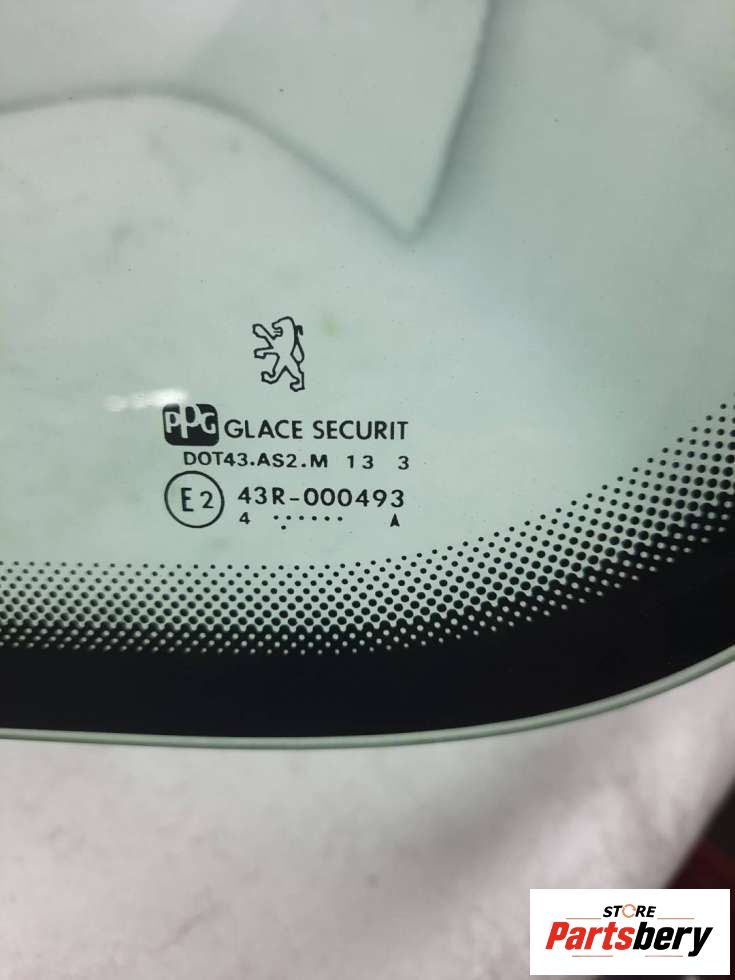 PPG GLACE SECURIT
DOT43.AS2.M 13 3
E2 43R-000493
4 ....... A
STORE
Partsbery